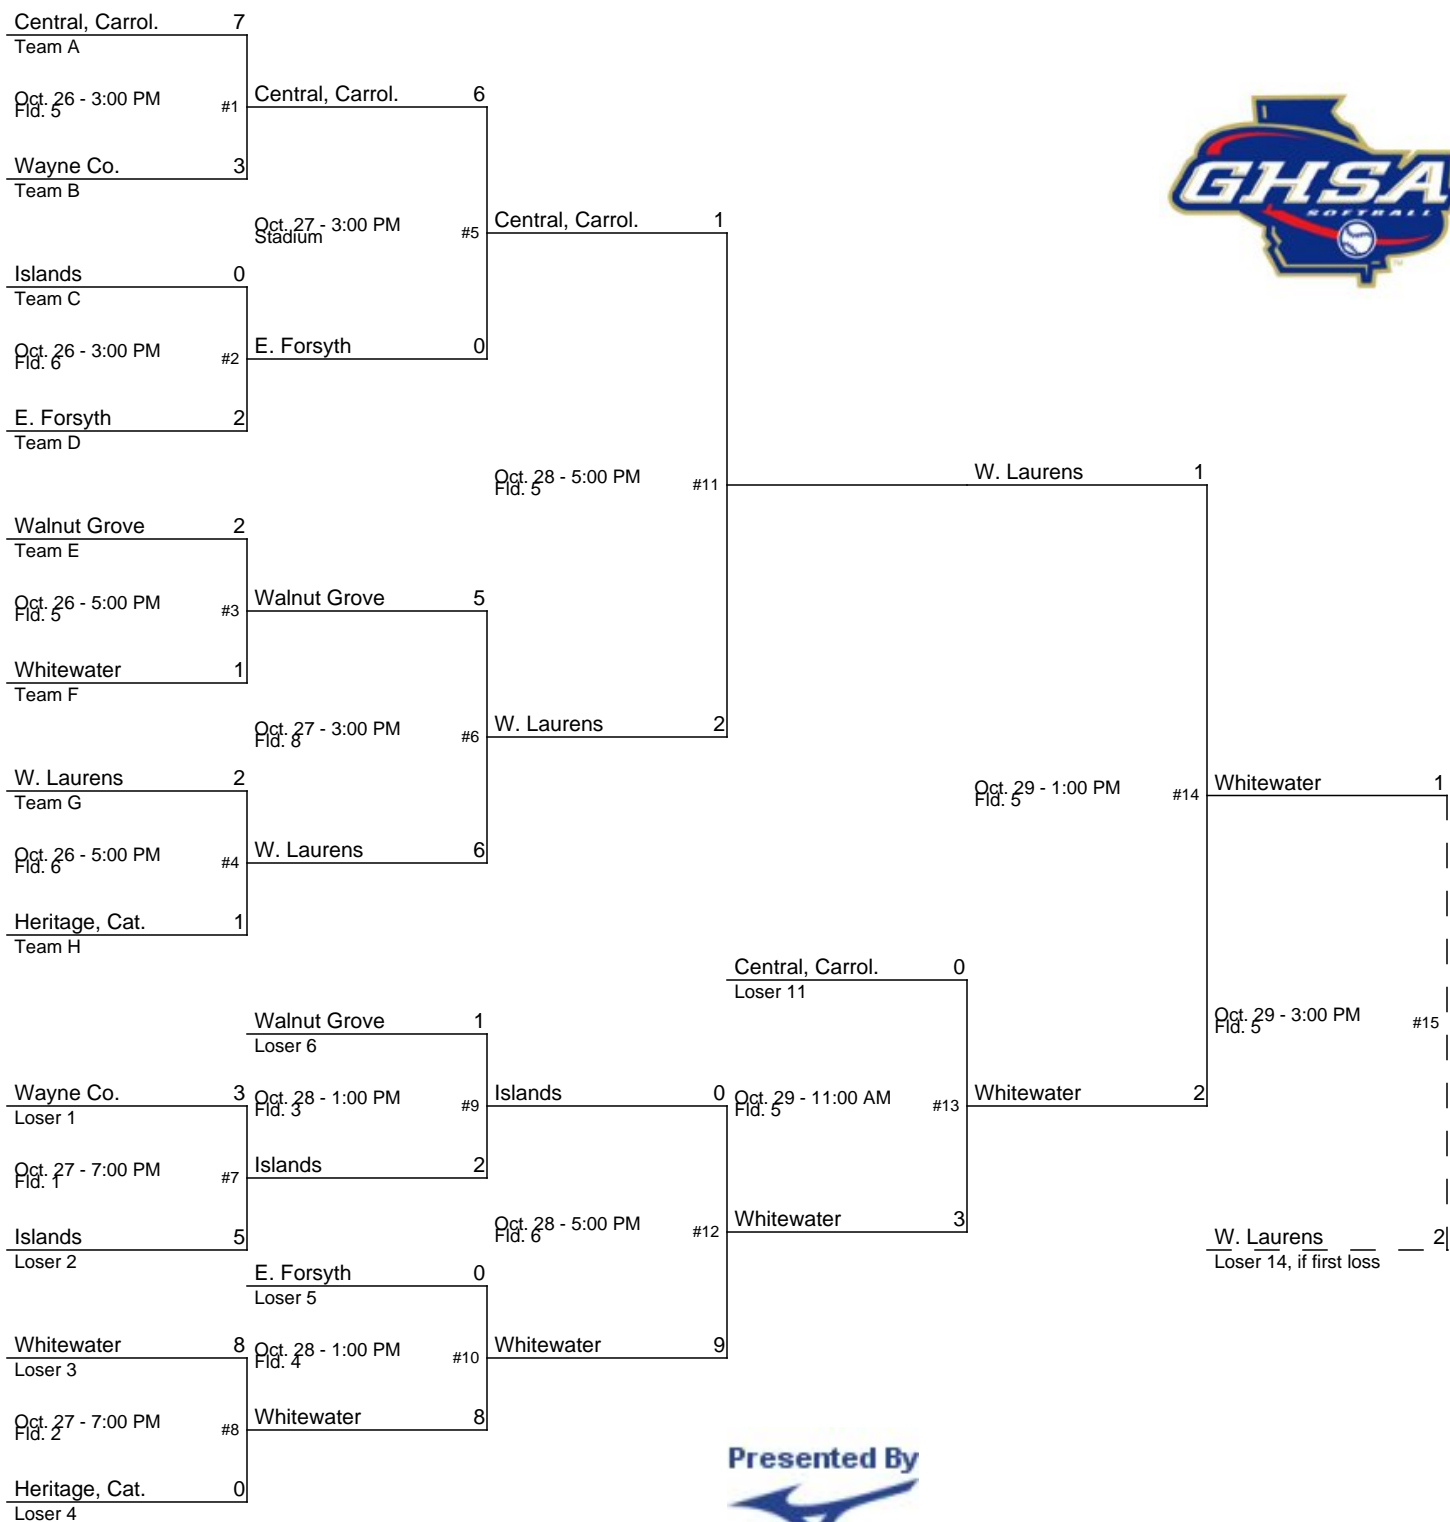 Central, Carrol. 7
Team A
Oct. 26 - 3:00 PM
Fld. 5
#1
Wayne Co. 3
Team B
Islands 0
Team C
Oct. 26 - 3:00 PM
Fld. 6
#2
E. Forsyth 2
Team D
Walnut Grove 2
Team E
Oct. 26 - 5:00 PM
Fld. 5
#3
Whitewater 1
Team F
W. Laurens 2
Team G
Oct. 26 - 5:00 PM
Fld. 6
#4
Heritage, Cat. 1
Team H
Wayne Co. 3
Loser 1
Oct. 27 - 7:00 PM
Fld. 1
#7
Islands 5
Loser 2
Whitewater 8
Loser 3
Oct. 27 - 7:00 PM
Fld. 2
#8
Heritage, Cat. 0
Loser 4
Central, Carrol. 6
Oct. 27 - 3:00 PM
Stadium
#5
E. Forsyth 0
Walnut Grove 5
Oct. 27 - 3:00 PM
Fld. 8
#6
W. Laurens 6
Walnut Grove 1
Loser 6
Oct. 28 - 1:00 PM
Fld. 3
#9
Islands 2
E. Forsyth 0
Loser 5
Oct. 28 - 1:00 PM
Fld. 4
#10
Whitewater 8
Central, Carrol. 1
Oct. 28 - 5:00 PM
Fld. 5
#11
W. Laurens 2
Islands 0
Oct. 28 - 5:00 PM
Fld. 6
#12
Whitewater 9
Central, Carrol. 0
Loser 11
Oct. 29 - 11:00 AM
Fld. 5
#13
Whitewater 3
W. Laurens 1
Oct. 29 - 1:00 PM
Fld. 5
#14
Whitewater 2
Whitewater 1
Oct. 29 - 3:00 PM
Fld. 5
#15
W. Laurens 2
Loser 14, if first loss
GHSA
SOFTBALL
TM
Presented By